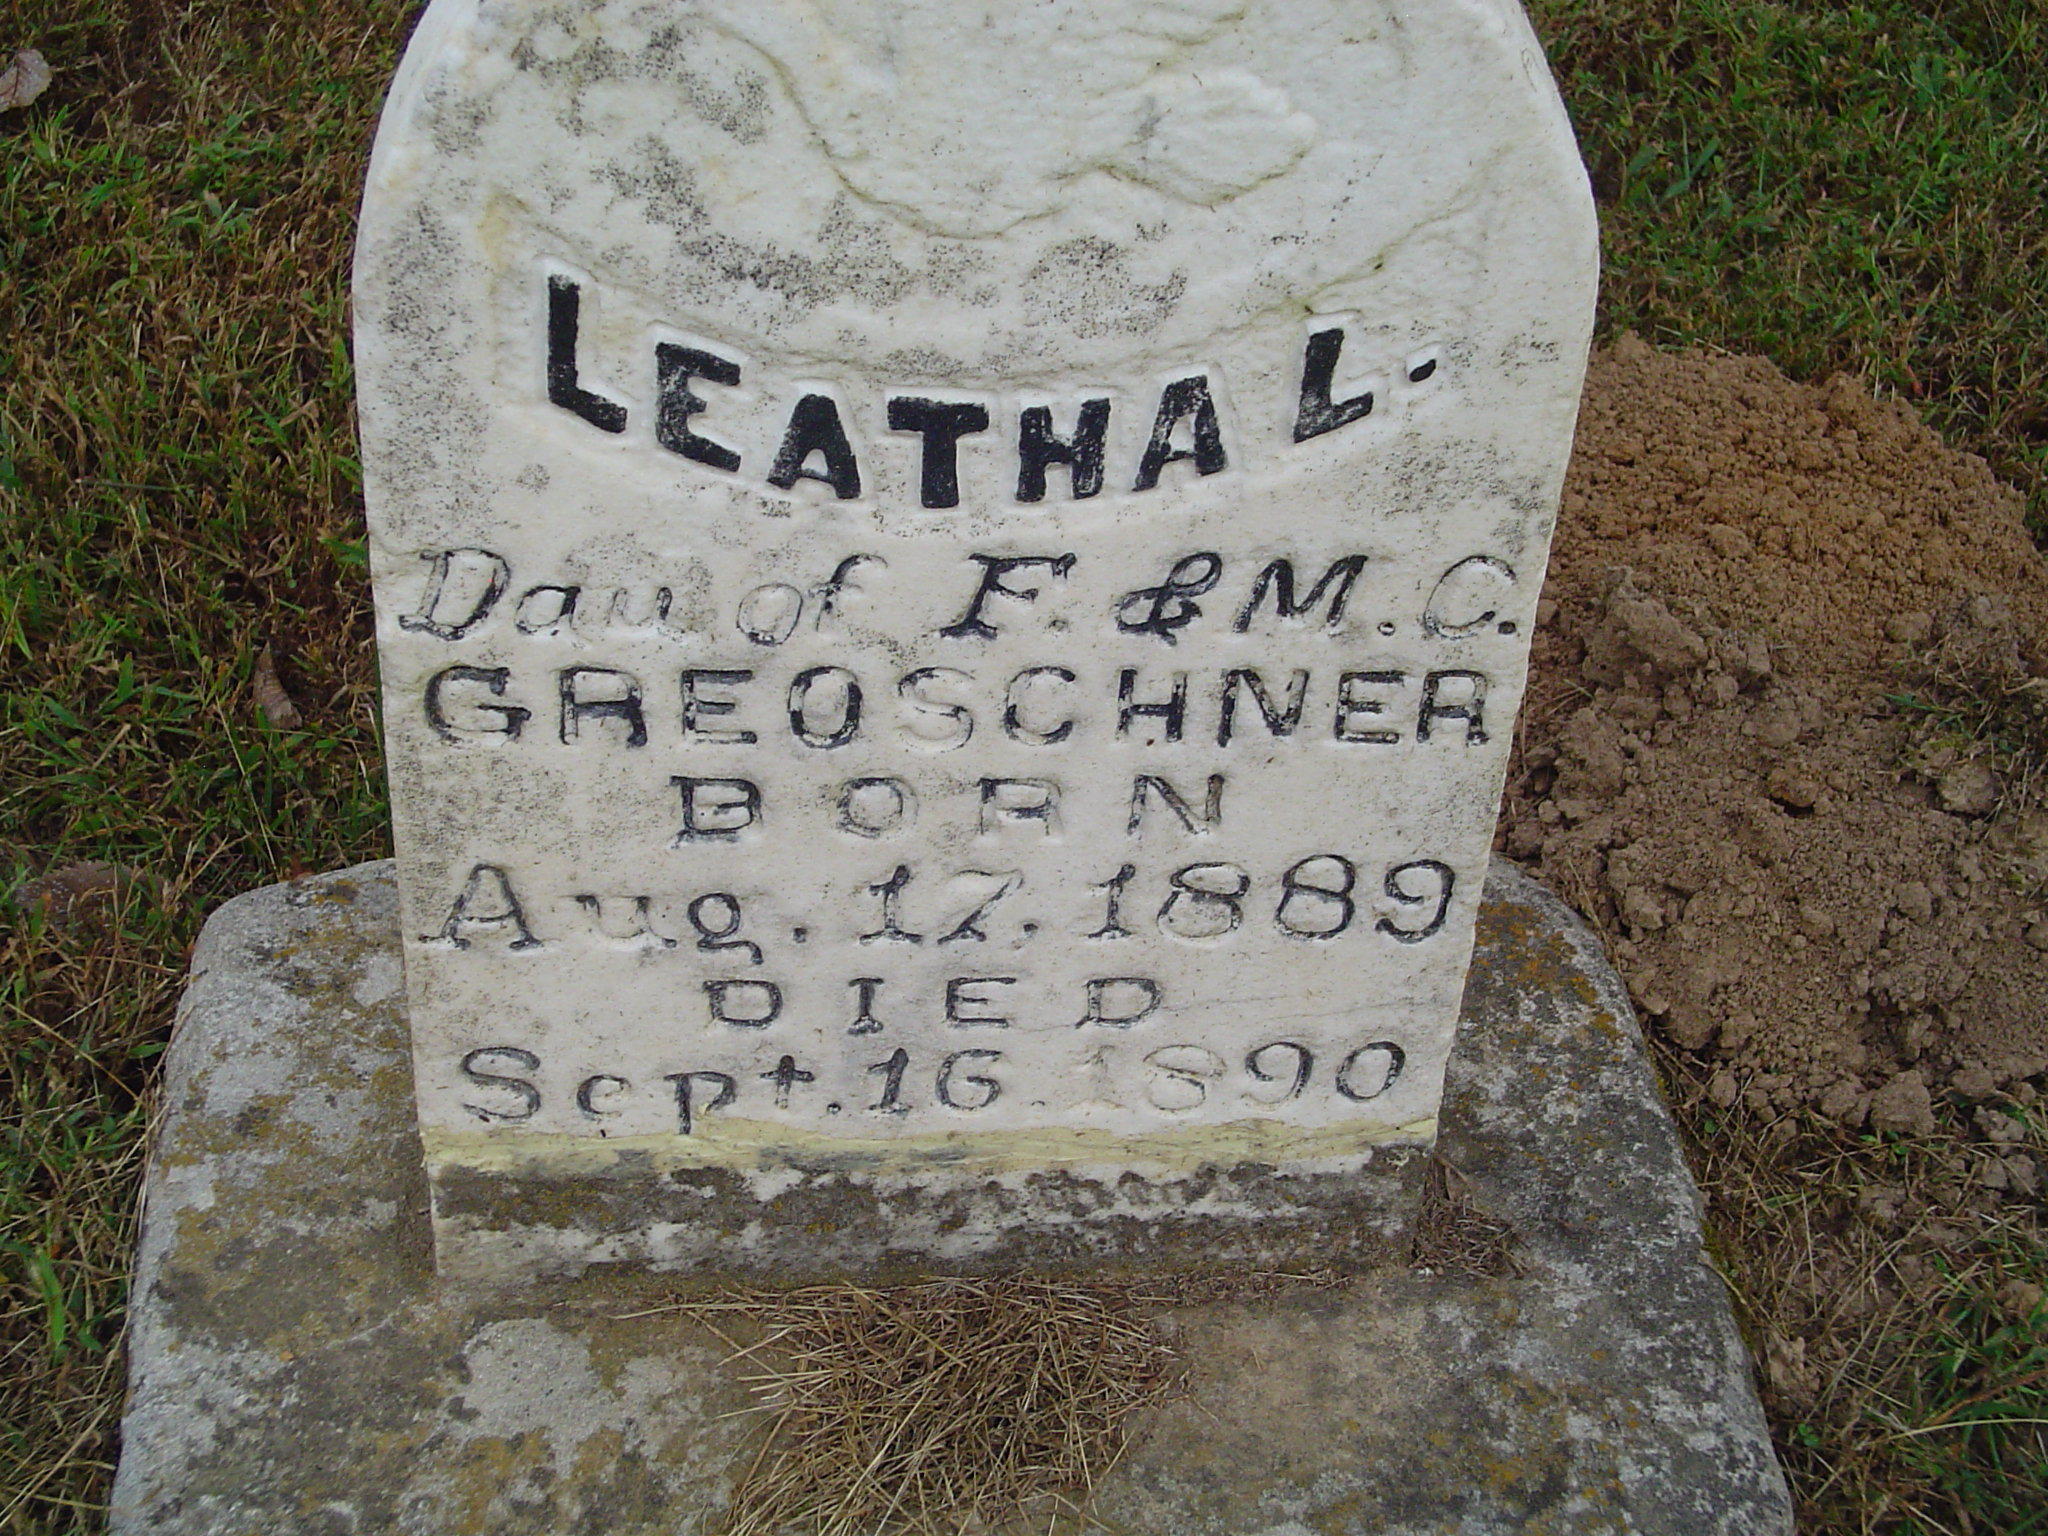 LEATHA L.
Dau of F. & M. C.
GREOSCHNER
BORN
Aug. 17. 1889
DIED
Sept. 16 1890